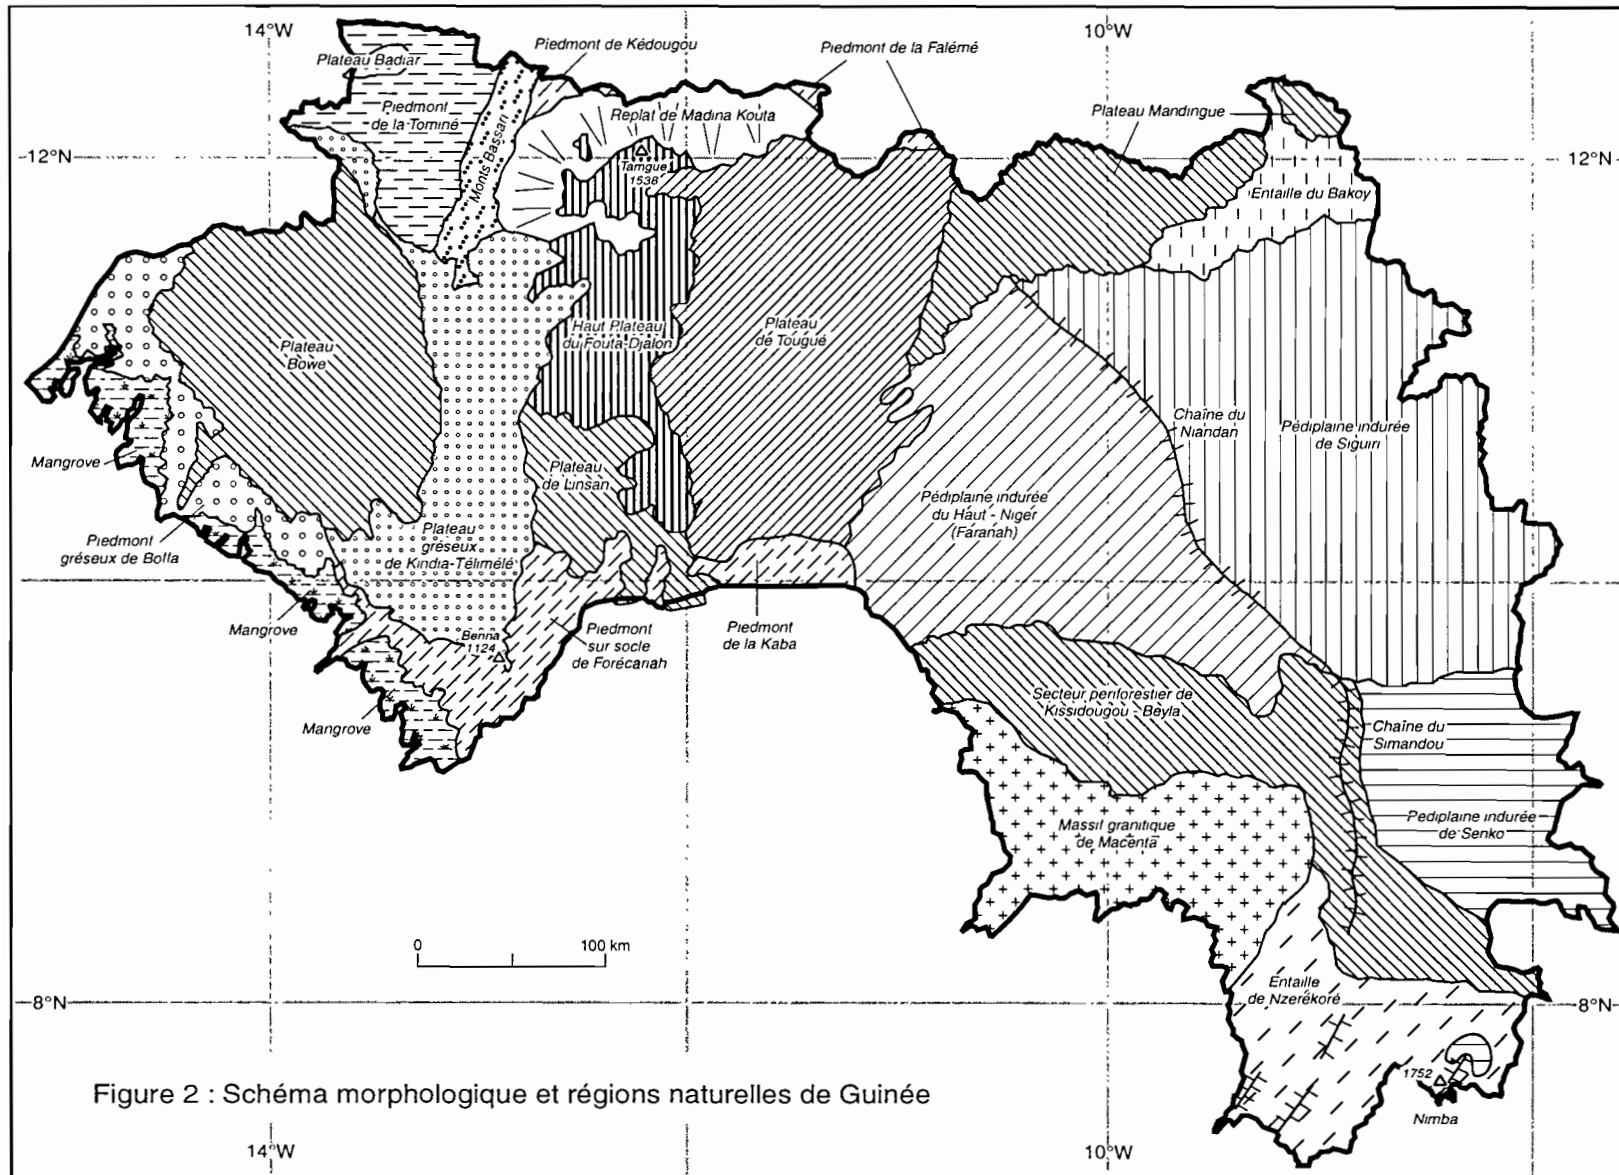 14°W
10°W
Plateau Badiar
Piedmont de Kédougou
Piedmont de la Falémé
Piedmont
de la Tominé
Replat de Madina Kouta
Plateau Mandingue
Monts Bassari
12°N
12°N
Tamgue
1538
Entaille du Bakoy
Plateau
Bowe
Haut Plateau
du Fouta-Djalon
Plateau
de Tougué
Chaîne du
Niandan
Pédiplaine indurée
de Siguiri
Mangrove
Plateau
de Linsan
Pédiplaine indurée
du Haut - Niger
(Faranah)
Piedmont
gréseux de Boffa
Plateau
gréseux
de Kindia-Télimélé
Mangrove
Benna
1124
Piedmont
sur socle
de Forécariah
Piedmont
de la Kaba
Mangrove
Secteur periforestier de
Kissidougou - Beyla
Chaîne du
Simandou
Massif granitique
de Macenta
Pediplaine indurée
de Senko
0
100 km
Entaille
de Nzerékoré
8°N
8°N
1752
Nimba
Figure 2 : Schéma morphologique et régions naturelles de Guinée
14°W
10°W